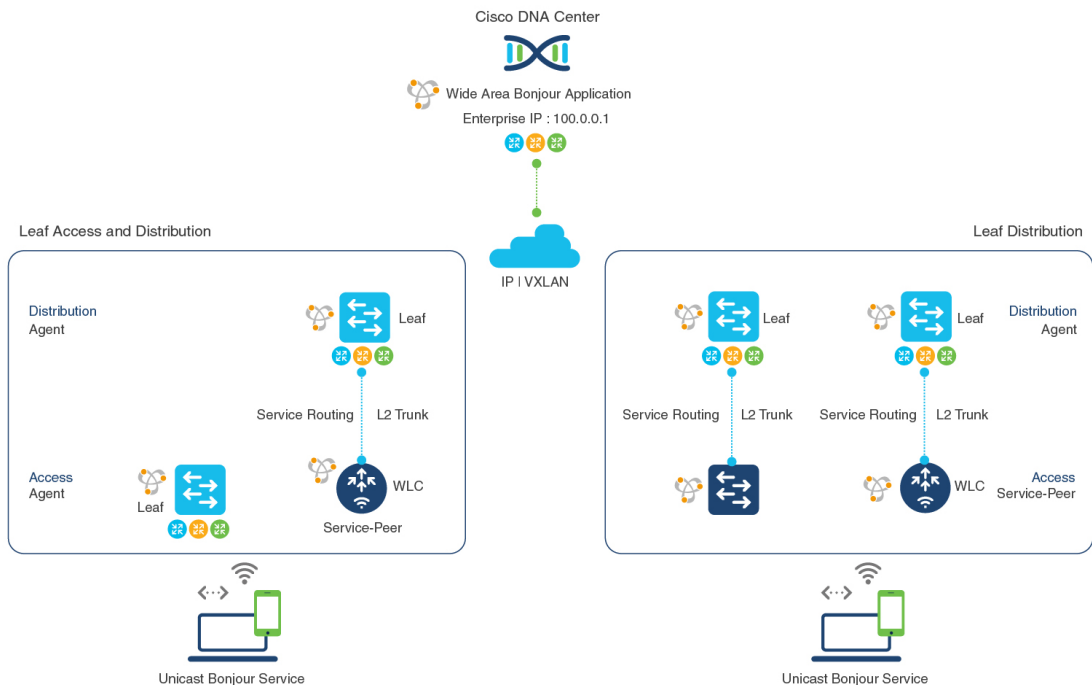 Cisco DNA Center
Wide Area Bonjour Application
Enterprise IP : 100.0.0.1
IP | VXLAN
Leaf Access and Distribution
Distribution
Agent
Leaf
Service Routing
L2 Trunk
Access
Agent
Leaf
WLC
Service-Peer
Unicast Bonjour Service
Leaf Distribution
Leaf
Leaf
Distribution
Agent
Service Routing
L2 Trunk
Service Routing
L2 Trunk
WLC
Access
Service-Peer
Unicast Bonjour Service